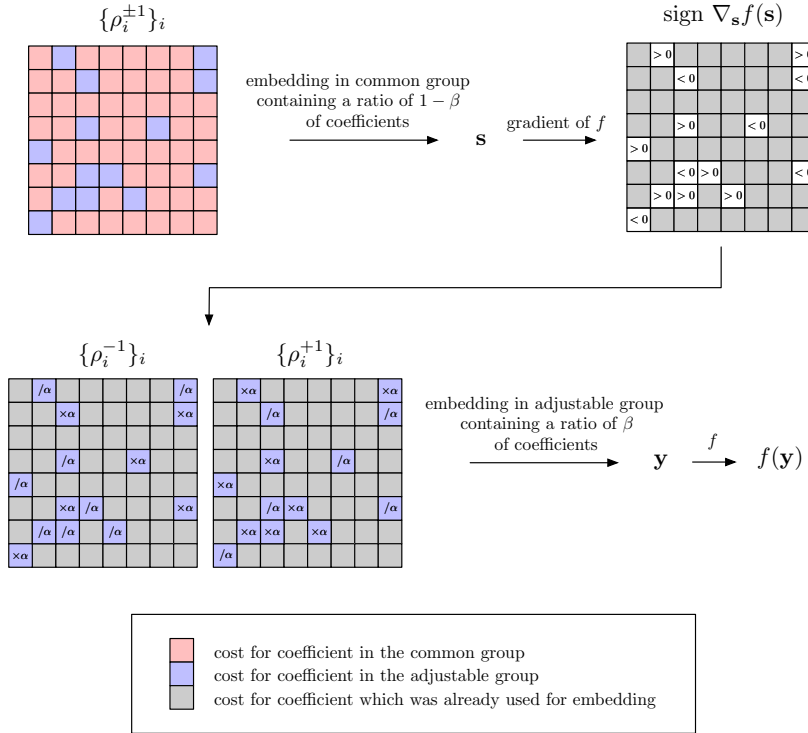 {ρ_i^{±1}}_i
sign ∇_s f(s)
embedding in common group
containing a ratio of 1 − β
of coefficients
s
gradient of f
> 0 > 0
< 0 < 0
> 0 < 0
> 0
< 0 > 0 < 0
> 0 > 0 > 0
< 0
{ρ_i^{−1}}_i
{ρ_i^{+1}}_i
/α /α
×α ×α
/α ×α
/α
×α /α ×α
/α /α /α
×α
×α ×α
/α /α
×α /α
×α
/α ×α /α
×α ×α ×α
/α
embedding in adjustable group
containing a ratio of β
of coefficients
y
f
f(y)
cost for coefficient in the common group
cost for coefficient in the adjustable group
cost for coefficient which was already used for embedding